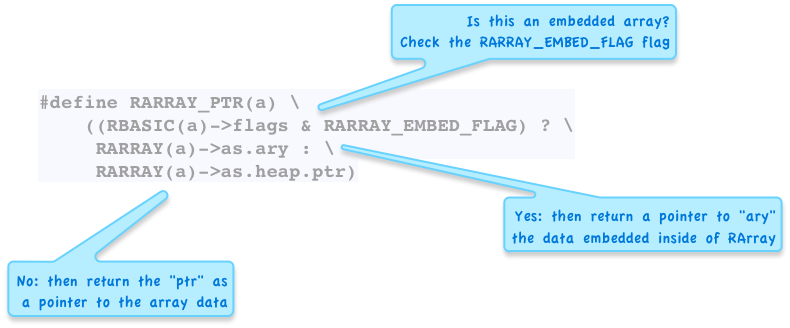 Is this an embedded array?
Check the RARRAY_EMBED_FLAG flag
#define RARRAY_PTR(a) \
((RBASIC(a)->flags & RARRAY_EMBED_FLAG) ? \
RARRAY(a)->as.ary : \
RARRAY(a)->as.heap.ptr)
Yes: then return a pointer to "ary"
the data embedded inside of RArray
No: then return the "ptr" as
a pointer to the array data